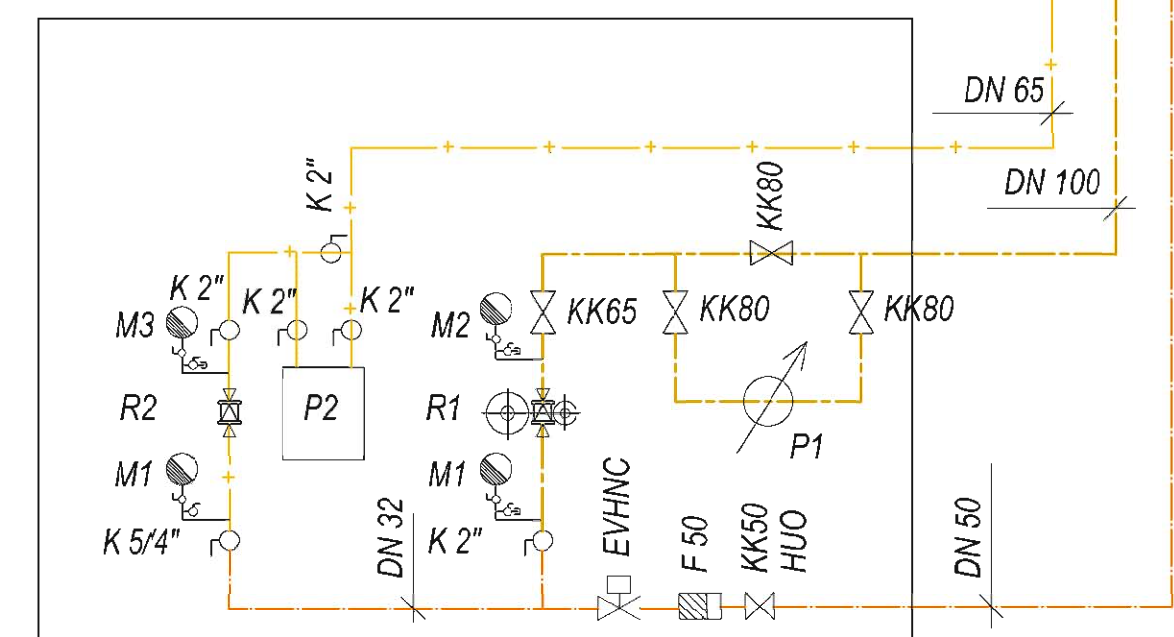 DN 65
DN 100
K 2"
KK80
K 2"
K 2"
K 2"
M3
M2
KK65
KK80
KK80
R2
P2
R1
P1
M1
M1
K 5/4"
DN 32
K 2"
EVHNC
F 50
KK50
HUO
DN 50